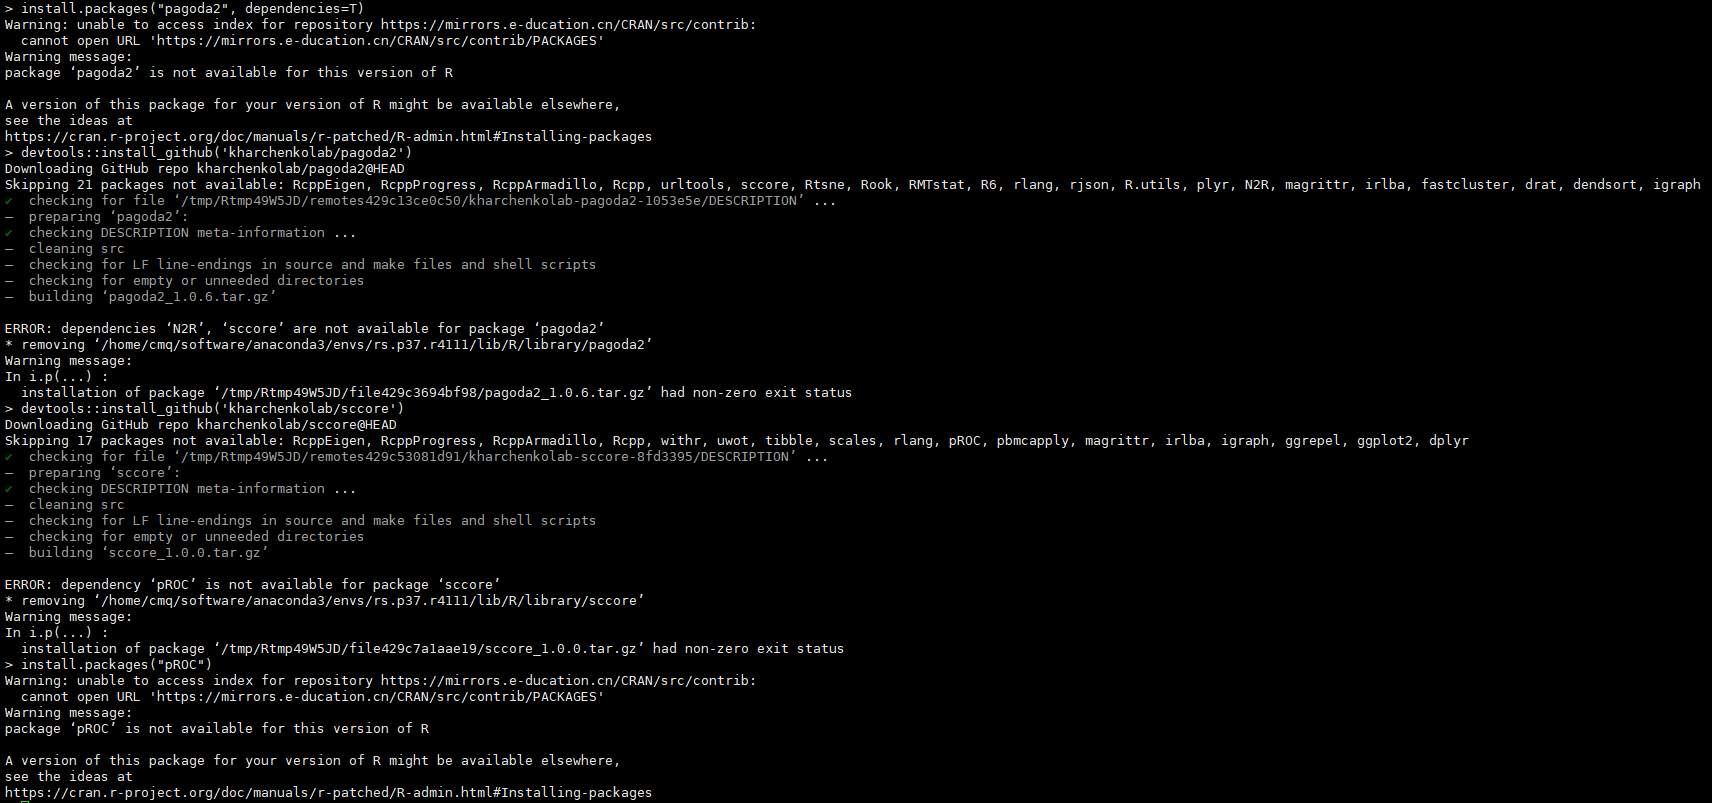 > install.packages("pagoda2", dependencies=T)
Warning: unable to access index for repository https://mirrors.e-ducation.cn/CRAN/src/contrib:
  cannot open URL 'https://mirrors.e-ducation.cn/CRAN/src/contrib/PACKAGES'
Warning message:
package ‘pagoda2’ is not available for this version of R

A version of this package for your version of R might be available elsewhere,
see the ideas at
https://cran.r-project.org/doc/manuals/r-patched/R-admin.html#Installing-packages
> devtools::install_github('kharchenkolab/pagoda2')
Downloading GitHub repo kharchenkolab/pagoda2@HEAD
Skipping 21 packages not available: RcppEigen, RcppProgress, RcppArmadillo, Rcpp, urltools, sccore, Rtsne, Rook, RMTstat, R6, rlang, rjson, R.utils, plyr, N2R, magrittr, irlba, fastcluster, drat, dendsort, igraph
✔  checking for file ‘/tmp/Rtmp49W5JD/remotes429c13ce0c50/kharchenkolab-pagoda2-1053e5e/DESCRIPTION’ ...
─  preparing ‘pagoda2’:
✔  checking DESCRIPTION meta-information ...
─  cleaning src
─  checking for LF line-endings in source and make files and shell scripts
─  checking for empty or unneeded directories
─  building ‘pagoda2_1.0.6.tar.gz’

ERROR: dependencies ‘N2R’, ‘sccore’ are not available for package ‘pagoda2’
* removing ‘/home/cmq/software/anaconda3/envs/rs.p37.r4111/lib/R/library/pagoda2’
Warning message:
In i.p(...) :
  installation of package ‘/tmp/Rtmp49W5JD/file429c3694bf98/pagoda2_1.0.6.tar.gz’ had non-zero exit status
> devtools::install_github('kharchenkolab/sccore')
Downloading GitHub repo kharchenkolab/sccore@HEAD
Skipping 17 packages not available: RcppEigen, RcppProgress, RcppArmadillo, Rcpp, withr, uwot, tibble, scales, rlang, pROC, pbmcapply, magrittr, irlba, igraph, ggrepel, ggplot2, dplyr
✔  checking for file ‘/tmp/Rtmp49W5JD/remotes429c53081d91/kharchenkolab-sccore-8fd3395/DESCRIPTION’ ...
─  preparing ‘sccore’:
✔  checking DESCRIPTION meta-information ...
─  cleaning src
─  checking for LF line-endings in source and make files and shell scripts
─  checking for empty or unneeded directories
─  building ‘sccore_1.0.0.tar.gz’

ERROR: dependency ‘pROC’ is not available for package ‘sccore’
* removing ‘/home/cmq/software/anaconda3/envs/rs.p37.r4111/lib/R/library/sccore’
Warning message:
In i.p(...) :
  installation of package ‘/tmp/Rtmp49W5JD/file429c7a1aae19/sccore_1.0.0.tar.gz’ had non-zero exit status
> install.packages("pROC")
Warning: unable to access index for repository https://mirrors.e-ducation.cn/CRAN/src/contrib:
  cannot open URL 'https://mirrors.e-ducation.cn/CRAN/src/contrib/PACKAGES'
Warning message:
package ‘pROC’ is not available for this version of R

A version of this package for your version of R might be available elsewhere,
see the ideas at
https://cran.r-project.org/doc/manuals/r-patched/R-admin.html#Installing-packages